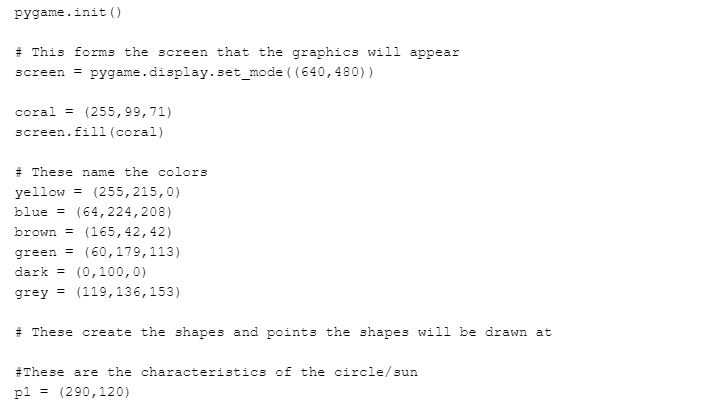 pygame.init()
# This forms the screen that the graphics will appear
screen = pygame.display.set_mode((640,480))
coral = (255,99,71)
screen.fill(coral)
# These name the colors
yellow = (255,215,0)
blue = (64,224,208)
brown = (165,42,42)
green = (60,179,113)
dark = (0,100,0)
grey = (119,136,153)
# These create the shapes and points the shapes will be drawn at
#These are the characteristics of the circle/sun
p1 = (290,120)